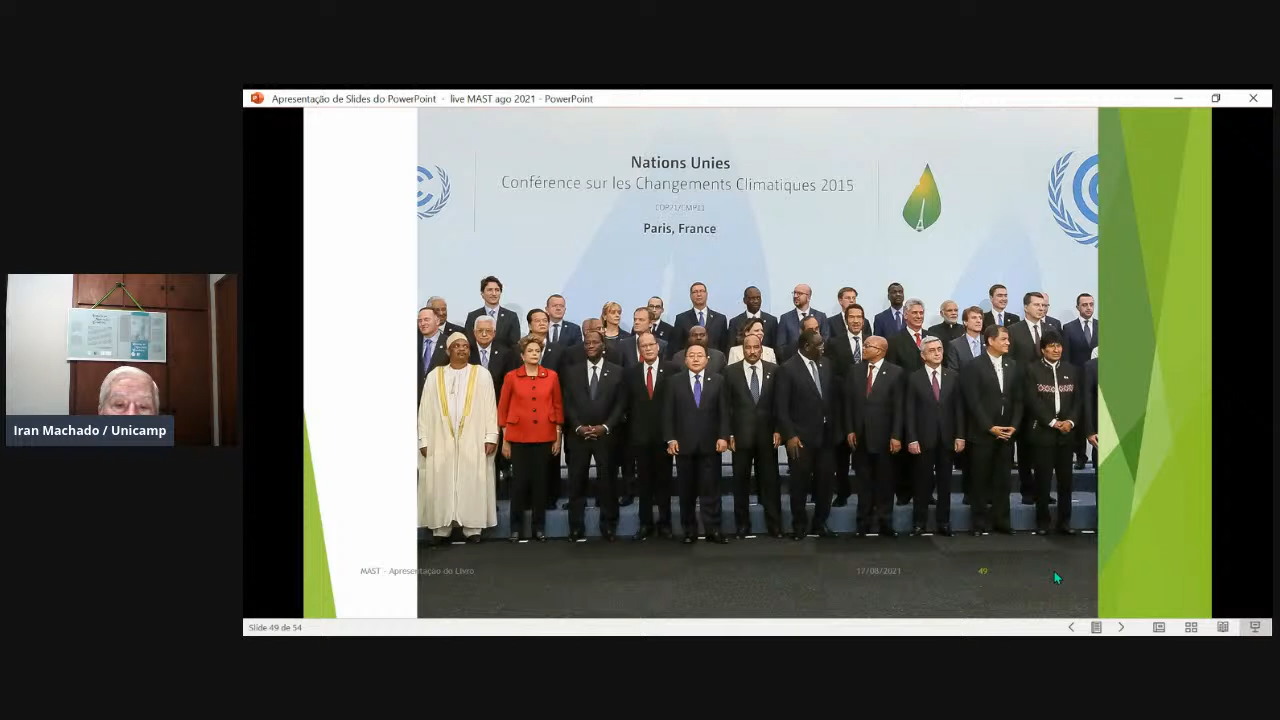 Apresentação de Slides do PowerPoint - live MAST ago 2021 - PowerPoint
Nations Unies
Conférence sur les Changements Climatiques 2015
COP21/CMP11
Paris, France
Iran Machado / Unicamp
MAST - Apresentação do Livro
17/08/2021
49
Slide 49 de 54